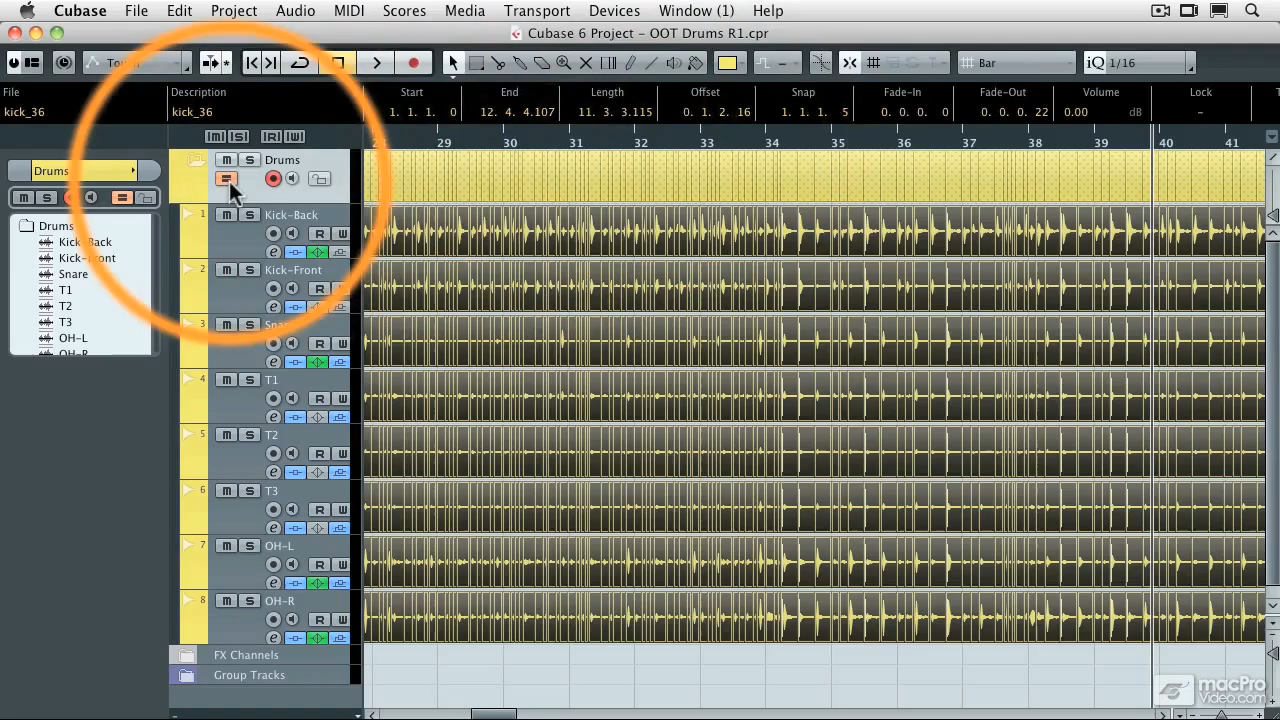 Cubase File Edit Project Audio MIDI Scores Media Transport Devices Window (1) Help
Cubase 6 Project – OOT Drums R1.cpr
Bar
iQ 1/16
File Description Start End Length Offset Snap Fade-In Fade-Out Volume Lock
kick_36 kick_36 1. 1. 1. 0 12. 4. 4.107 11. 3. 3.115 0. 1. 2. 16 1. 1. 1. 5 0. 0. 0. 0 0. 0. 0. 22 0.00 dB –
M S R W
29 30 31 32 33 34 35 36 37 38 39 40 41
Drums
M S
Drums
Kick-Back
Kick-Front
Snare
T1
T2
T3
OH-L
OH-R
M S Drums
1 M S Kick-Back
R W
e
2 M S Kick-Front
R W
e
3 M S
R W
e
4 M S T1
R W
e
5 M S T2
R W
e
6 M S T3
R W
e
7 M S OH-L
R W
e
8 M S OH-R
R W
e
FX Channels
Group Tracks
macPro
Video.com